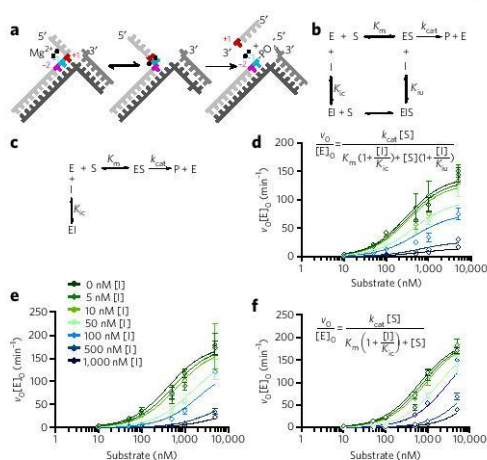 a
5′
+1
Mg2+
3′
−2
5′
+1
+
3′
p
O
−
3′
−2
b
E + S
Km
ES
kcat
P + E
+
+
I
I
Kic
Kiu
EI + S
EIS
c
E + S
Km
ES
kcat
P + E
+
I
Kic
EI
d
v0/[E]0 = kcat [S] / Km (1+ [I]/Kic) + [S](1+ [I]/Kiu)
v0[E]0 (min−1)
200
150
100
50
0
1
10
100
1,000
10,000
Substrate (nM)
0 nM [I]
5 nM [I]
10 nM [I]
50 nM [I]
100 nM [I]
500 nM [I]
1,000 nM [I]
e
v0[E]0 (min−1)
250
200
150
100
50
0
1
10
100
1,000
10,000
Substrate (nM)
f
v0/[E]0 = kcat [S] / Km (1+ [I]/Kic) + [S]
v0[E]0 (min−1)
250
200
150
100
50
0
1
10
100
1,000
10,000
Substrate (nM)